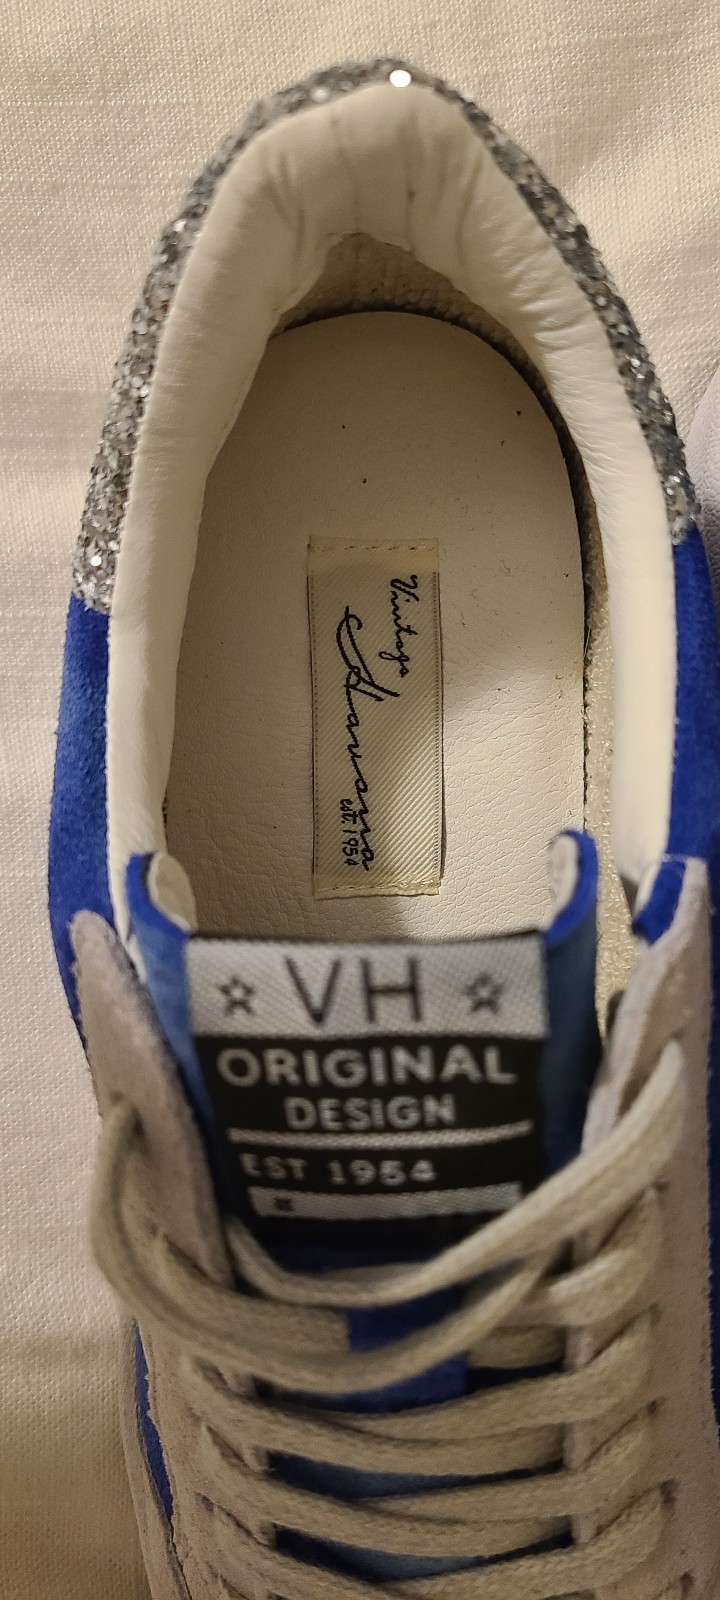 Vintage
Havana
est. 1954
☆ VH ☆
ORIGINAL
DESIGN
EST 1954